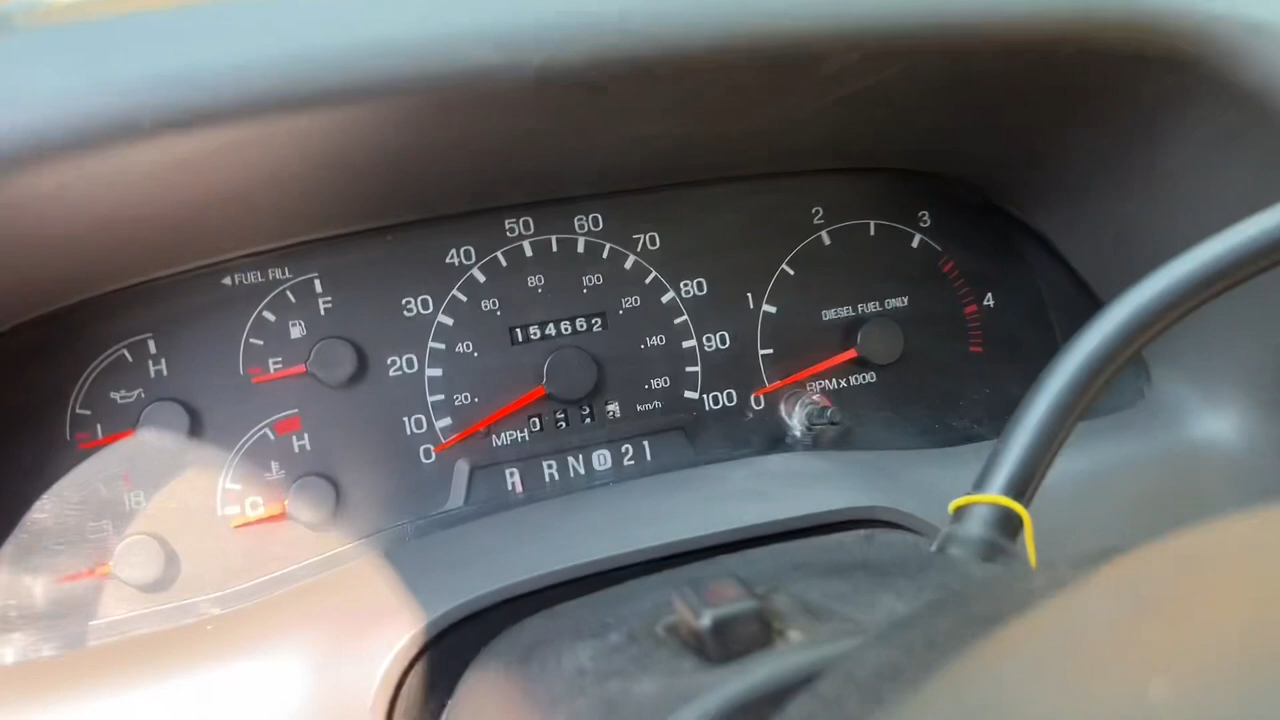 ◄ FUEL FILL
F
F
H
H
C
18
0
10
20
30
40
50
60
70
80
90
100
20
40
60
80
100
120
140
160
km/h
MPH
154662
P R N D 2 1
0
1
2
3
4
DIESEL FUEL ONLY
RPM x 1000